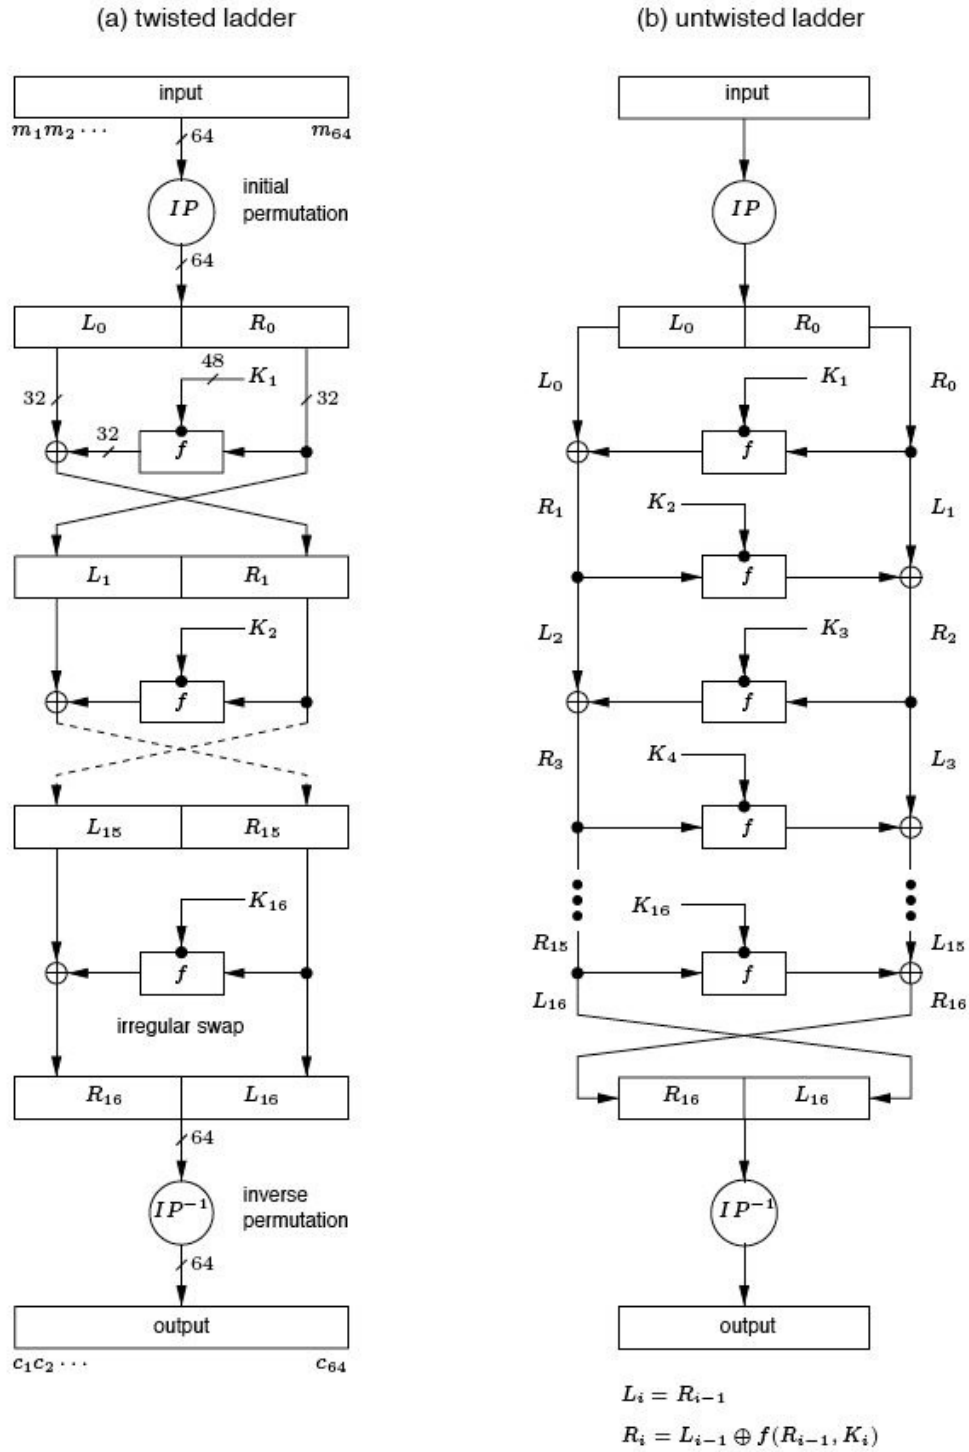 (a) twisted ladder
input
m₁m₂ ··· m₆₄
64
initial
permutation
IP
64
L₀ R₀
48
K₁
32 32
32
f
L₁ R₁
K₂
f
L₁₅ R₁₅
K₁₆
f
irregular swap
R₁₆ L₁₆
64
inverse
permutation
IP⁻¹
64
output
c₁c₂ ··· c₆₄
(b) untwisted ladder
input
IP
L₀ R₀
L₀ K₁ R₀
f
R₁ K₂ L₁
f
L₂ K₃ R₂
f
R₃ K₄ L₃
f
K₁₆
R₁₅ L₁₅
f
L₁₆ R₁₆
R₁₆ L₁₆
IP⁻¹
output
Lᵢ = Rᵢ₋₁
Rᵢ = Lᵢ₋₁ ⊕ f(Rᵢ₋₁, Kᵢ)